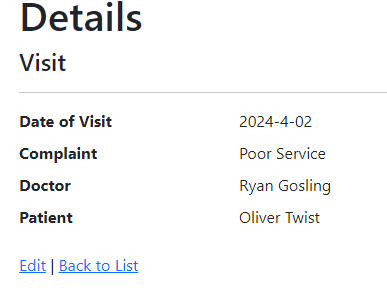 Details
Visit
Date of Visit 2024-4-02
Complaint Poor Service
Doctor Ryan Gosling
Patient Oliver Twist
Edit | Back to List